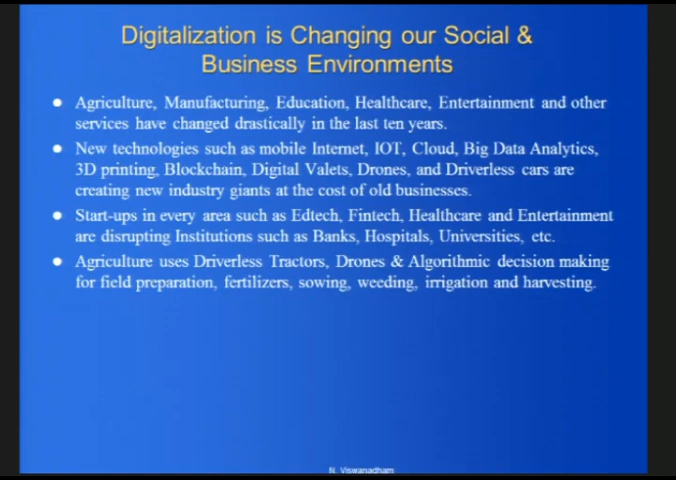 Digitalization is Changing our Social &
Business Environments
● Agriculture, Manufacturing, Education, Healthcare, Entertainment and other
services have changed drastically in the last ten years.
● New technologies such as mobile Internet, IOT, Cloud, Big Data Analytics,
3D printing, Blockchain, Digital Valets, Drones, and Driverless cars are
creating new industry giants at the cost of old businesses.
● Start-ups in every area such as Edtech, Fintech, Healthcare and Entertainment
are disrupting Institutions such as Banks, Hospitals, Universities, etc.
● Agriculture uses Driverless Tractors, Drones & Algorithmic decision making
for field preparation, fertilizers, sowing, weeding, irrigation and harvesting.
N. Viswanadham